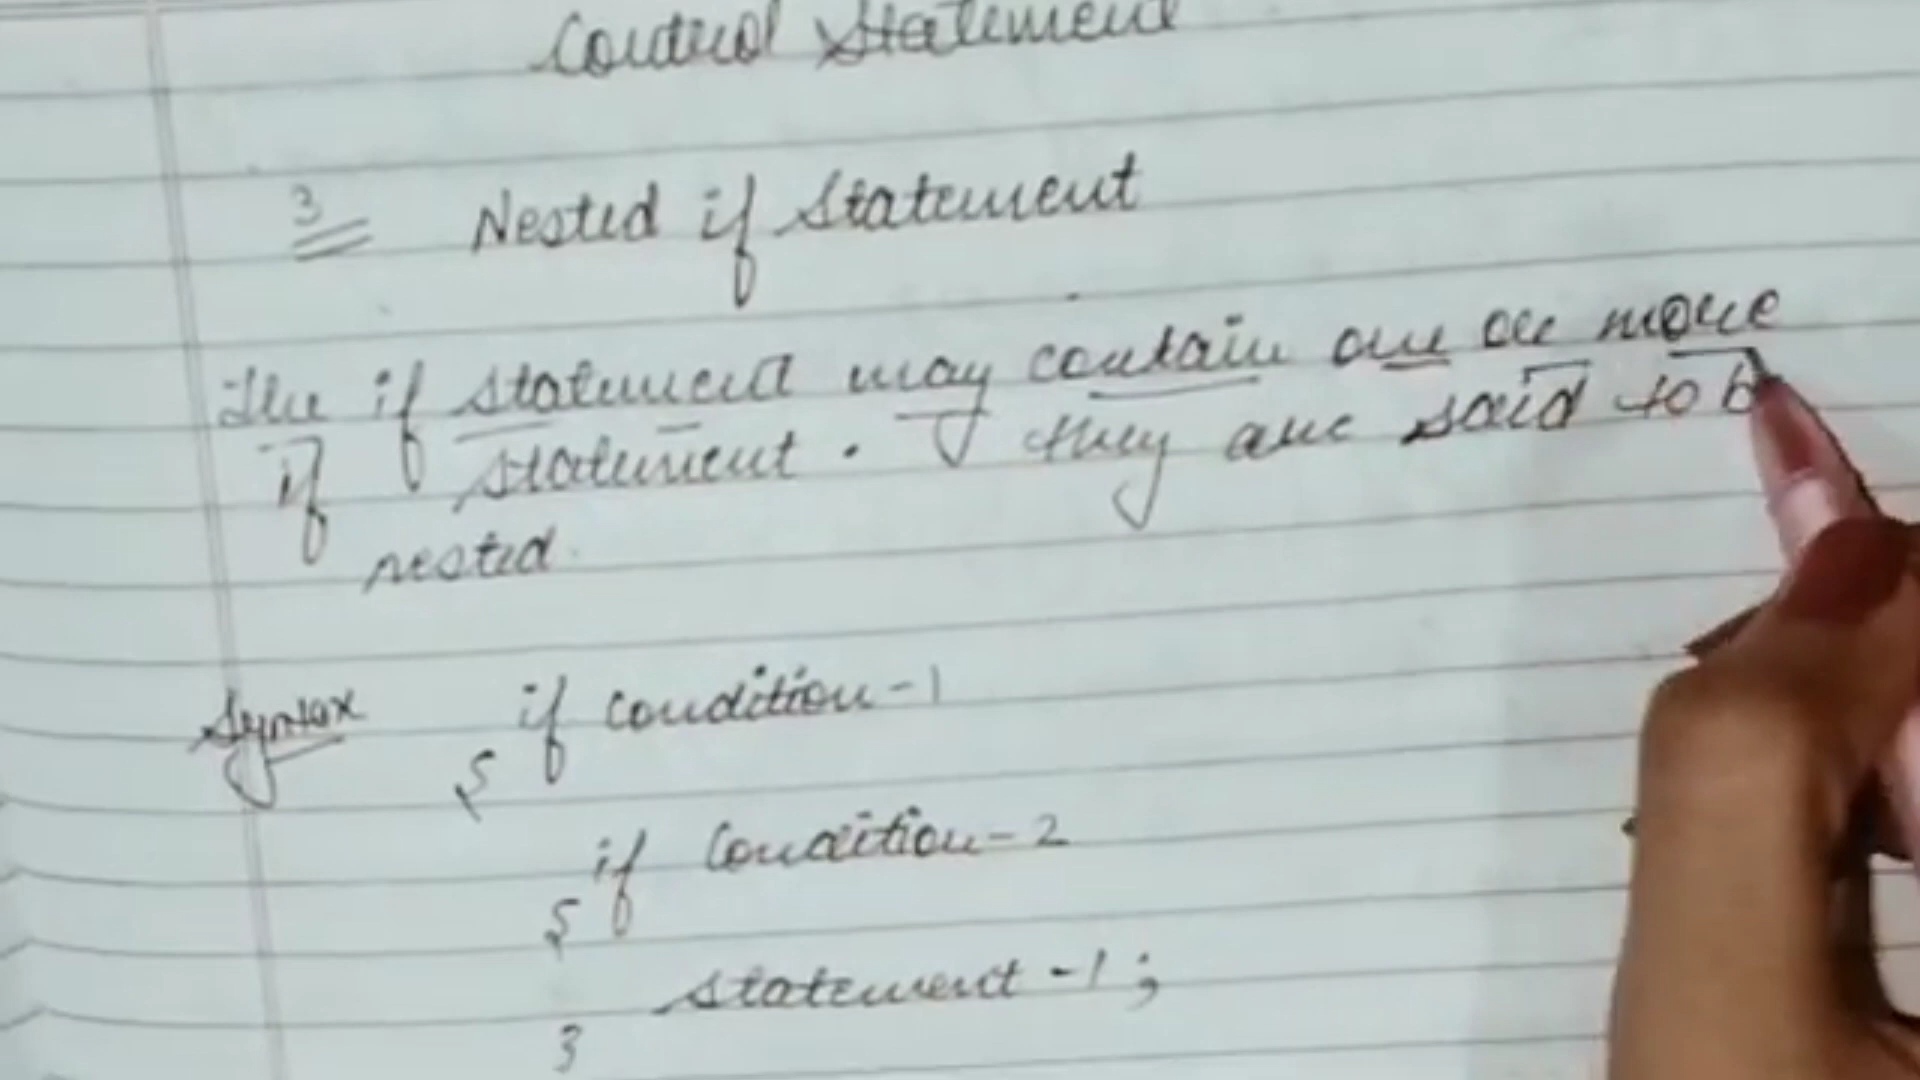 Control Statement
3 Nested if Statement
The if statement may contain one or more
if statement. They are said to b
nested.
Syntax if condition-1
{
if Condition-2
{
statement-1;
}